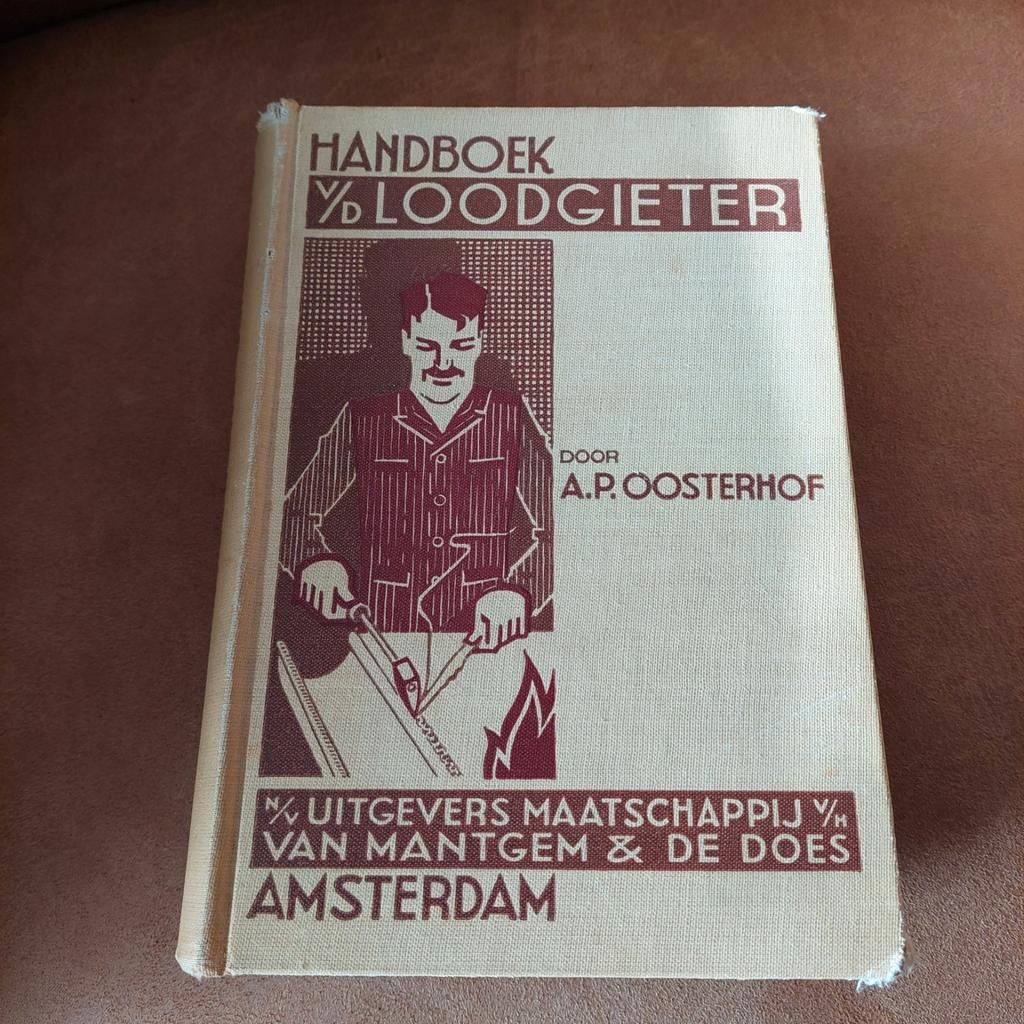 HANDBOEK
V/D LOODGIETER
DOOR
A.P. OOSTERHOF
N/V UITGEVERS MAATSCHAPPIJ V/H
VAN MANTGEM & DE DOES
AMSTERDAM